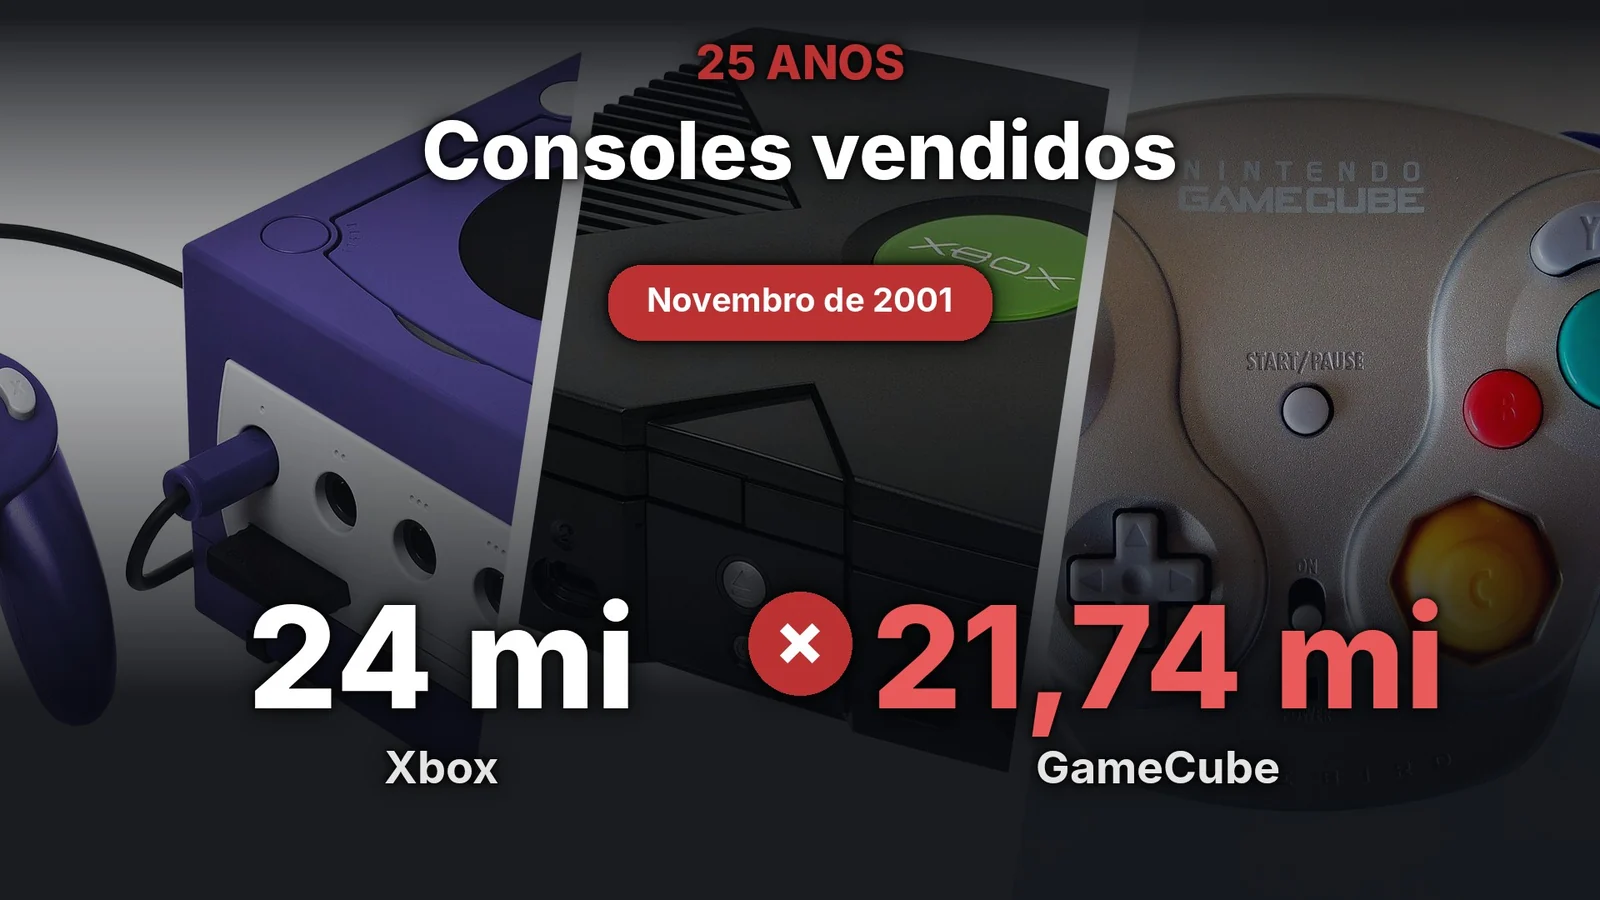 25 ANOS
Consoles vendidos
NINTENDO
GAMECUBE
XBOX
Novembro de 2001
START/PAUSE
Y
X
B
ON
C
24 mi
×
21,74 mi
Xbox
GameCube